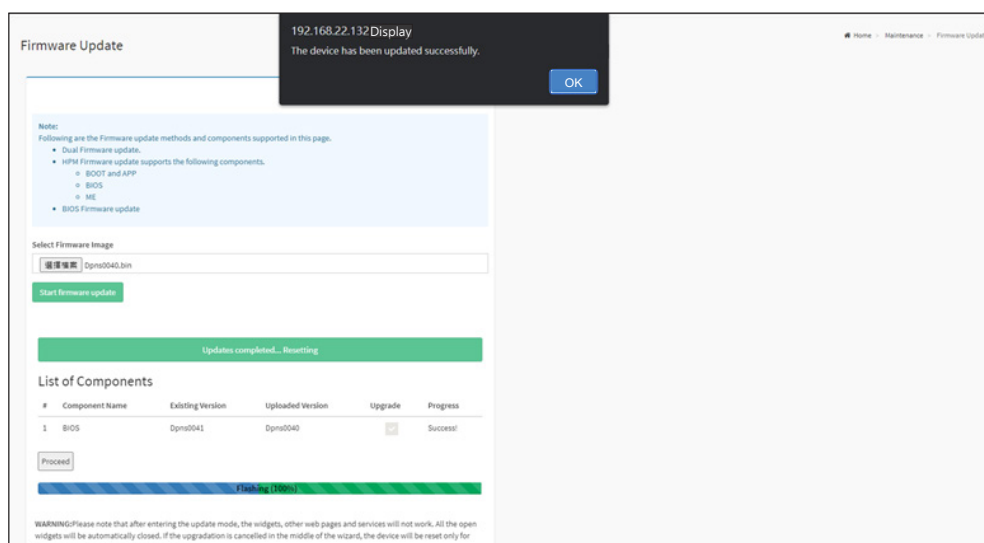 192.168.22.132 Display
The device has been updated successfully.
OK
Firmware Update
Home > Maintenance > Firmware Updat
Note:
Following are the Firmware update methods and components supported in this page.
Dual Firmware update.
HPM Firmware update supports the following components.
BOOT and APP
BIOS
ME
BIOS Firmware update
Select Firmware Image
選擇檔案 Dpns0040.bin
Start firmware update
Updates completed... Resetting
List of Components
# Component Name Existing Version Uploaded Version Upgrade Progress
1 BIOS Dpns0041 Dpns0040 Success!
Proceed
Flashing (100%)
WARNING:Please note that after entering the update mode, the widgets, other web pages and services will not work. All the open
widgets will be automatically closed. If the upgradation is cancelled in the middle of the wizard, the device will be reset only for